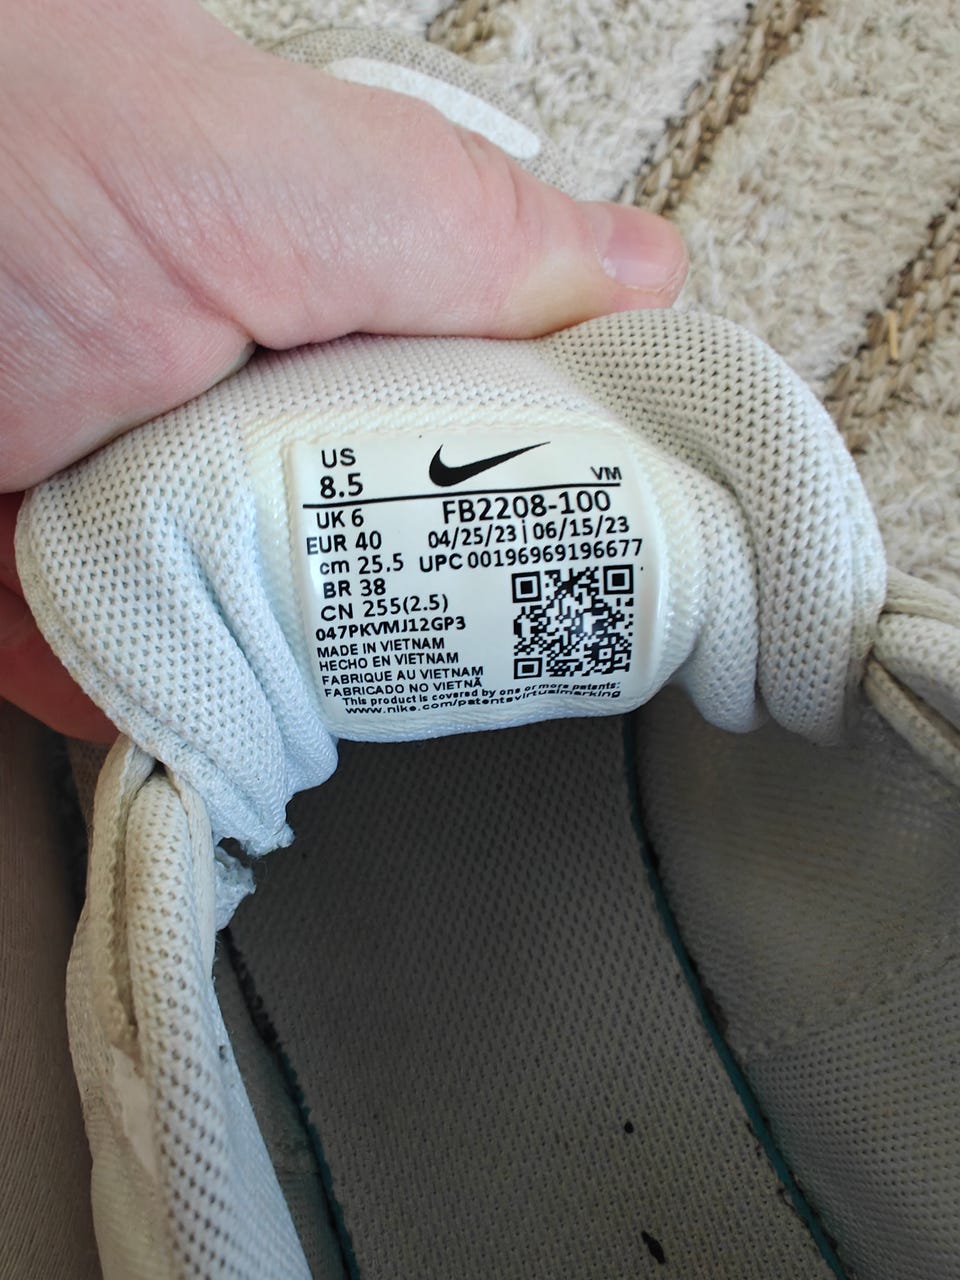 US
8.5
VM
UK 6
FB2208-100
EUR 40
04/25/23 | 06/15/23
cm 25.5
UPC 00196969196677
BR 38
CN 255(2.5)
047PKVMJ12GP3
MADE IN VIETNAM
HECHO EN VIETNAM
FABRIQUE AU VIETNAM
FABRICADO NO VIETNÃ
This product is covered by one or more patents:
www.nike.com/patentsvirtualmarking